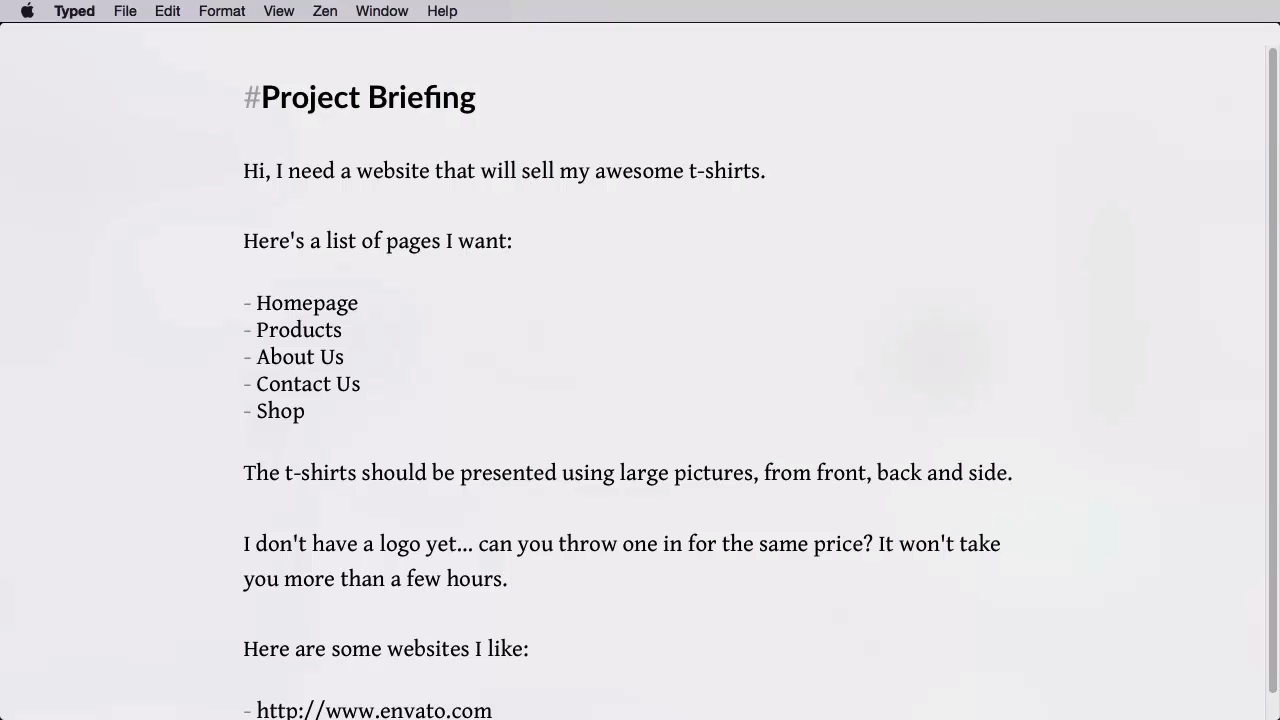 Typed File Edit Format View Zen Window Help
#Project Briefing
Hi, I need a website that will sell my awesome t-shirts.
Here's a list of pages I want:
- Homepage
- Products
- About Us
- Contact Us
- Shop
The t-shirts should be presented using large pictures, from front, back and side.
I don't have a logo yet... can you throw one in for the same price? It won't take
you more than a few hours.
Here are some websites I like:
- http://www.envato.com